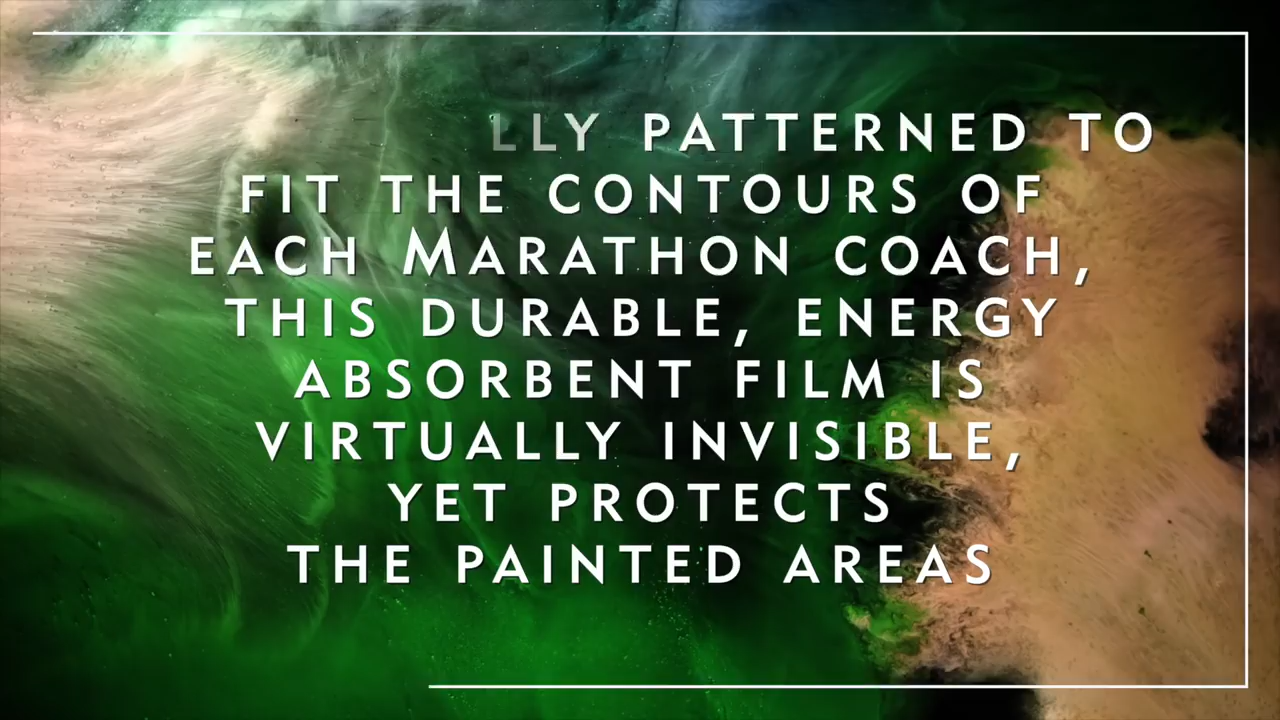 LLY PATTERNED TO
FIT THE CONTOURS OF
EACH MARATHON COACH,
THIS DURABLE, ENERGY
ABSORBENT FILM IS
VIRTUALLY INVISIBLE,
YET PROTECTS
THE PAINTED AREAS